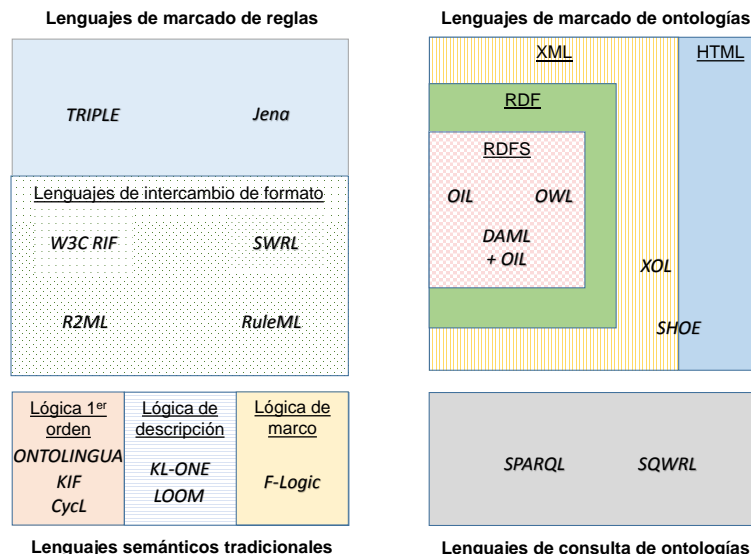 Lenguajes de marcado de reglas
TRIPLE
Jena
Lenguajes de intercambio de formato
W3C RIF
SWRL
R2ML
RuleML
Lenguajes de marcado de ontologías
XML
HTML
RDF
RDFS
OIL
OWL
DAML
+ OIL
XOL
SHOE
Lógica 1er
orden
ONTOLINGUA
KIF
CycL
Lógica de
descripción
KL-ONE
LOOM
Lógica de
marco
F-Logic
Lenguajes semánticos tradicionales
SPARQL
SQWRL
Lenguajes de consulta de ontologías